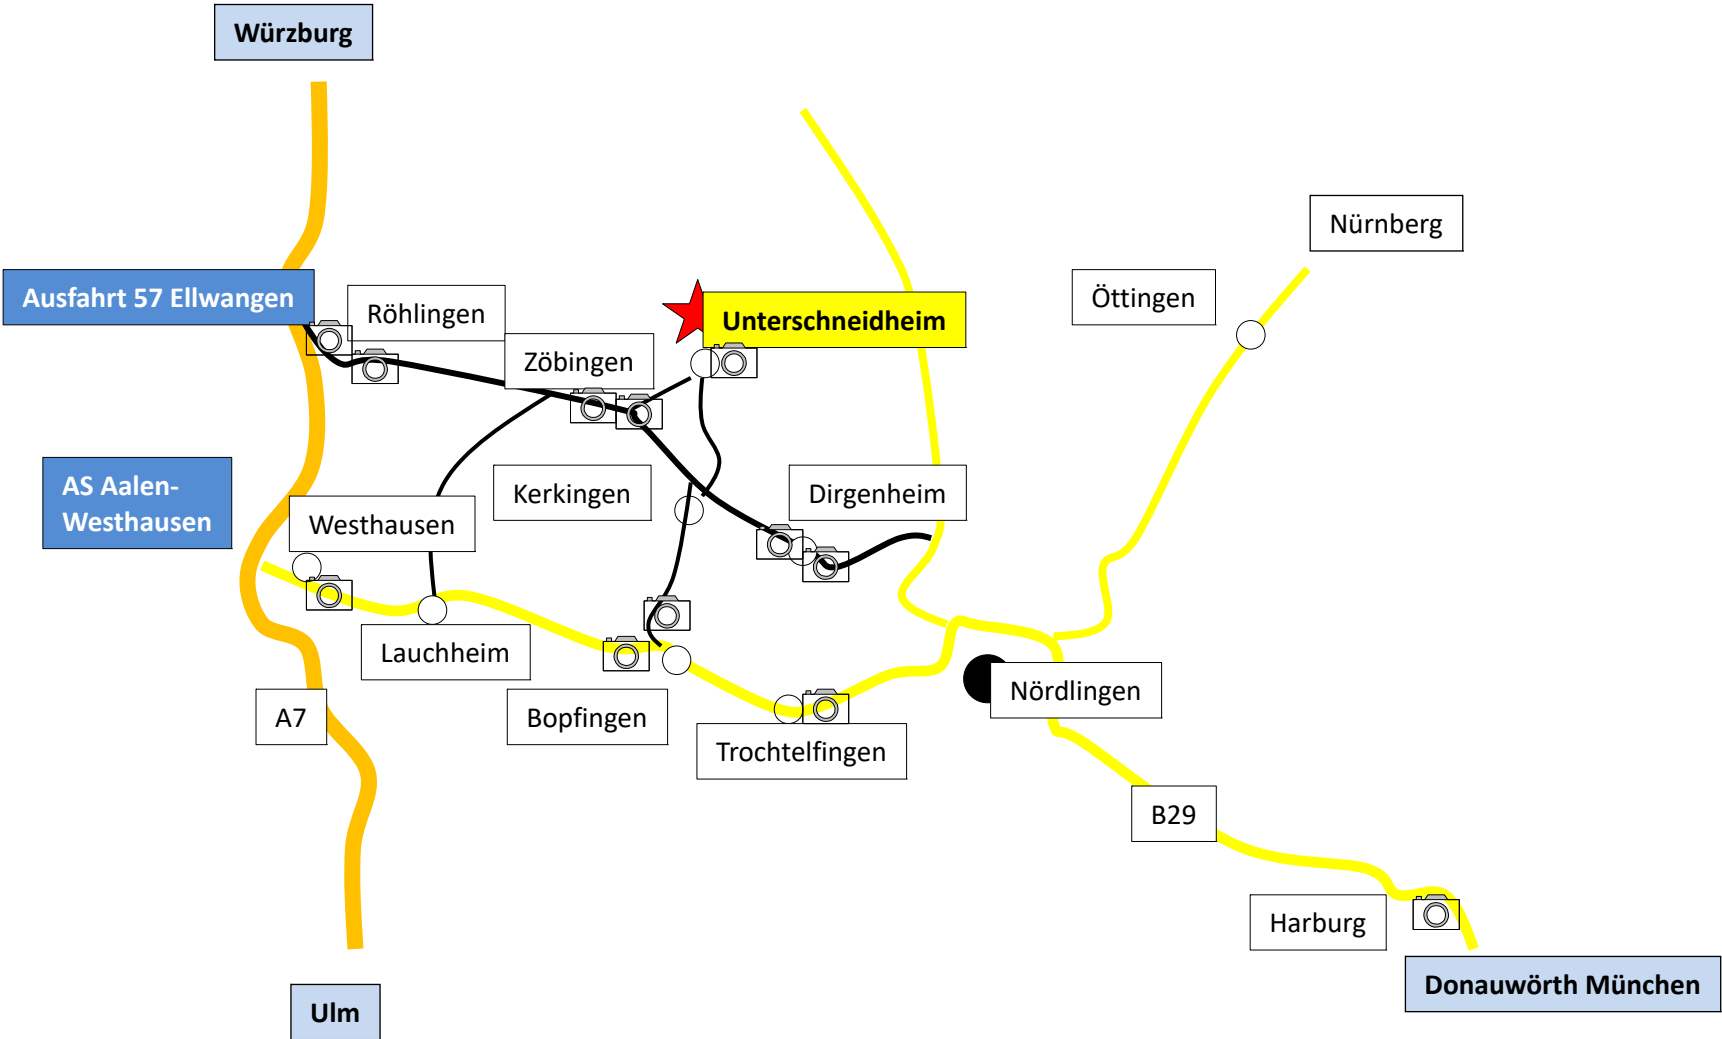 Würzburg
Nürnberg
Ausfahrt 57 Ellwangen
Röhlingen
Öttingen
Unterschneidheim
Zöbingen
AS Aalen-
Westhausen
Kerkingen
Dirgenheim
Westhausen
Lauchheim
Nördlingen
A7
Bopfingen
Trochtelfingen
B29
Harburg
Donauwörth München
Ulm